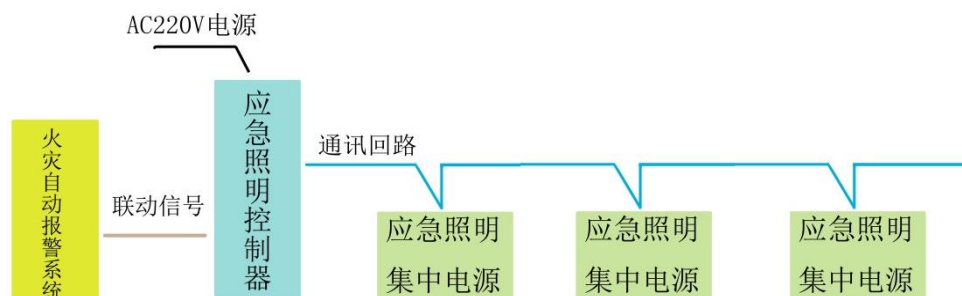 AC220V电源
应急照明控制器
火灾自动报警系统
联动信号
通讯回路
应急照明
集中电源
应急照明
集中电源
应急照明
集中电源